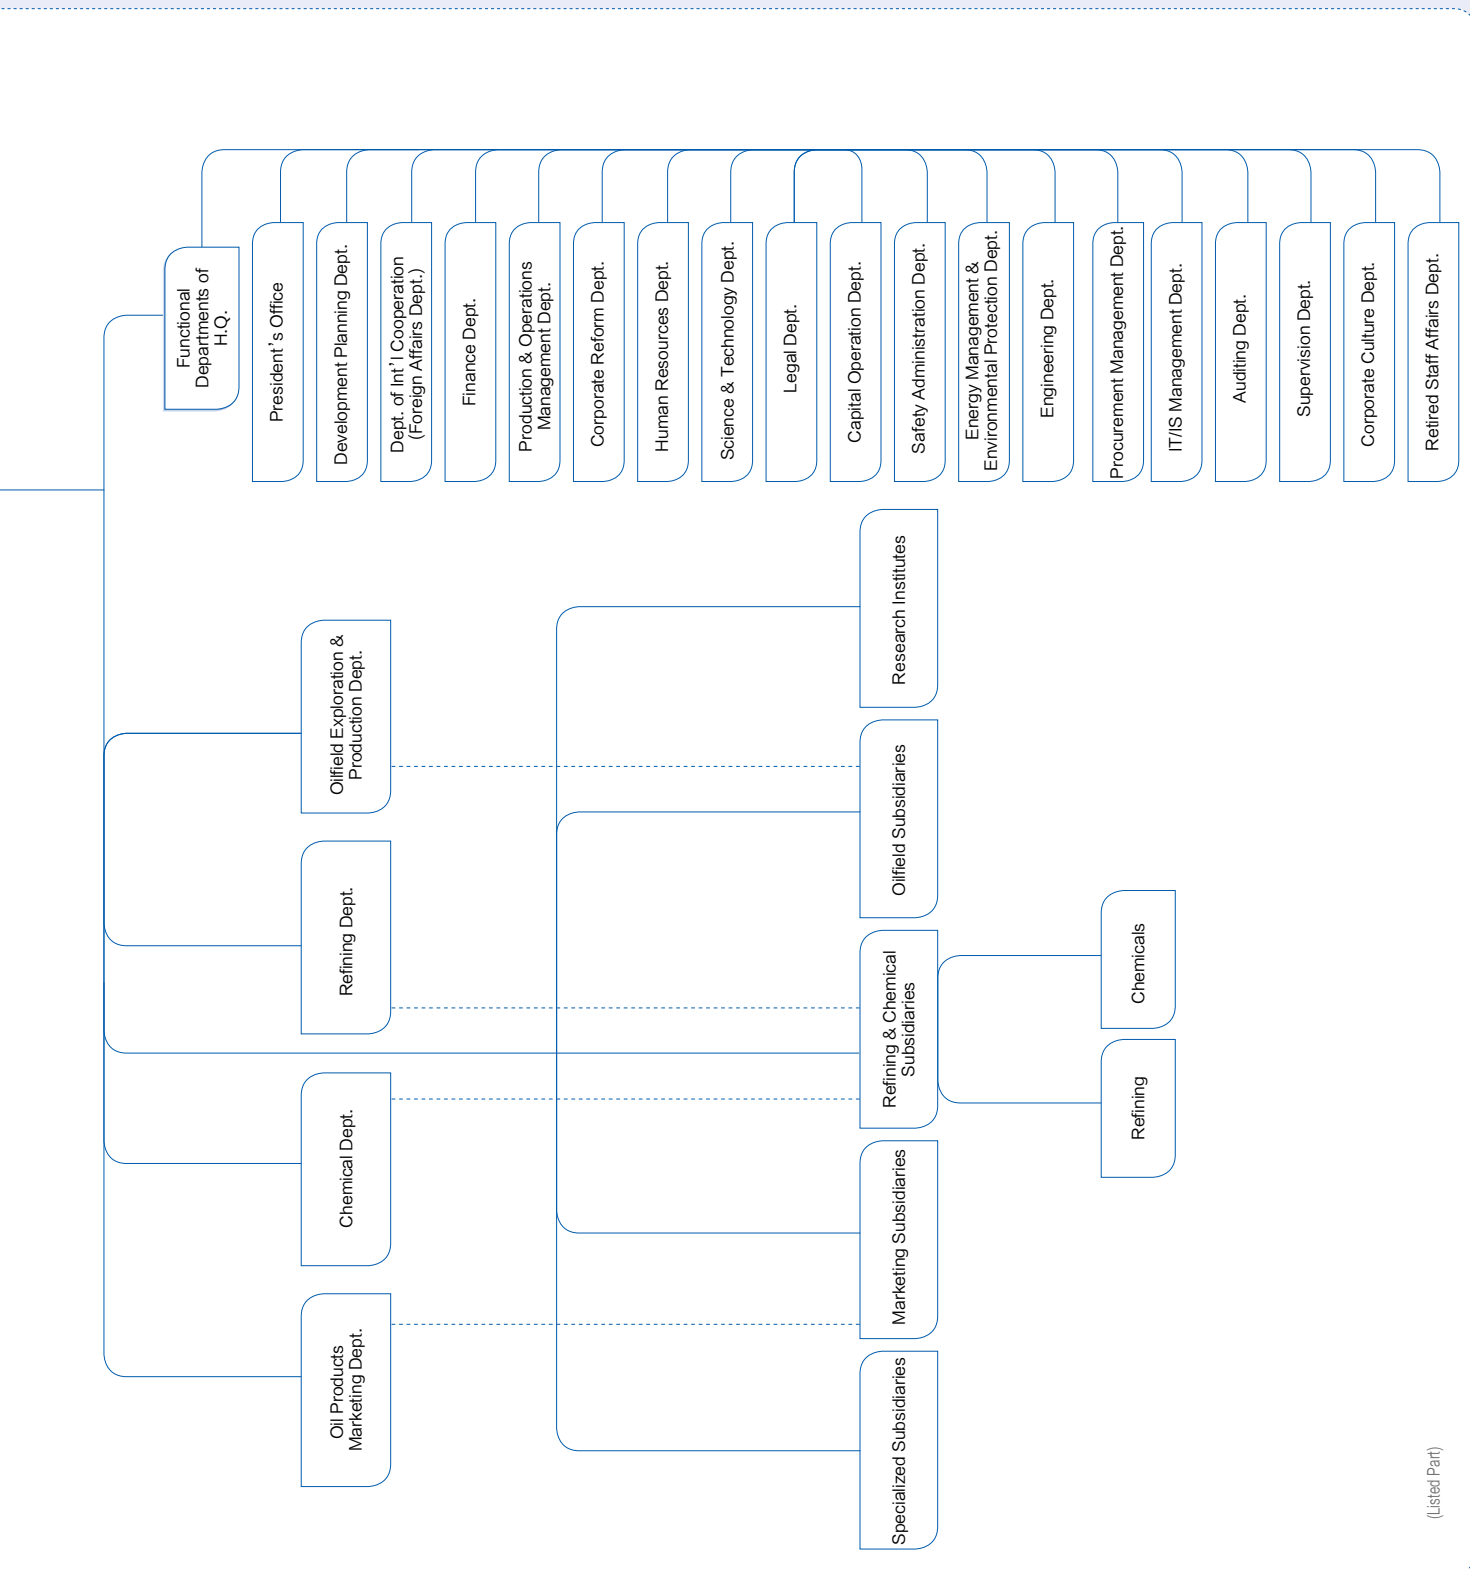 Functional
Departments of
H.Q.
President’s Office
Development Planning Dept.
Dept. of Int’l Cooperation
(Foreign Affairs Dept.)
Finance Dept.
Production & Operations
Management Dept.
Corporate Reform Dept.
Human Resources Dept.
Science & Technology Dept.
Legal Dept.
Capital Operation Dept.
Safety Administration Dept.
Energy Management &
Environmental Protection Dept.
Engineering Dept.
Procurement Management Dept.
IT/IS Management Dept.
Auditing Dept.
Supervision Dept.
Corporate Culture Dept.
Retired Staff Affairs Dept.
Oil Products
Marketing Dept.
Chemical Dept.
Refining Dept.
Oilfield Exploration &
Production Dept.
Specialized Subsidiaries
Marketing Subsidiaries
Refining & Chemical
Subsidiaries
Oilfield Subsidiaries
Research Institutes
Refining
Chemicals
(Listed Part)